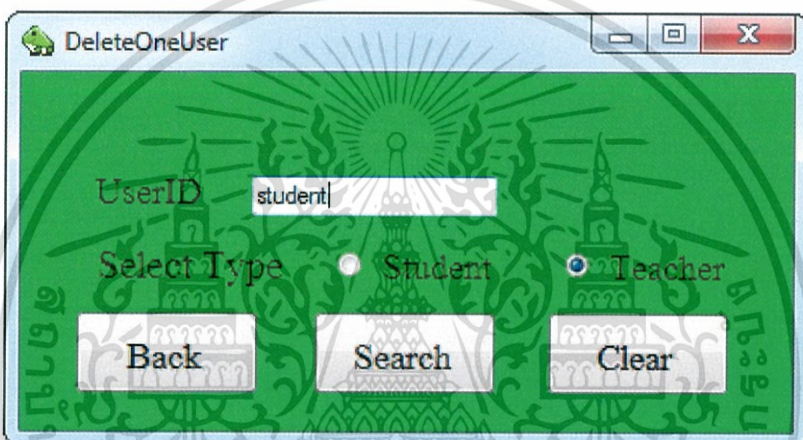 DeleteOneUser
UserID student
Select Type Student Teacher
Back Search Clear